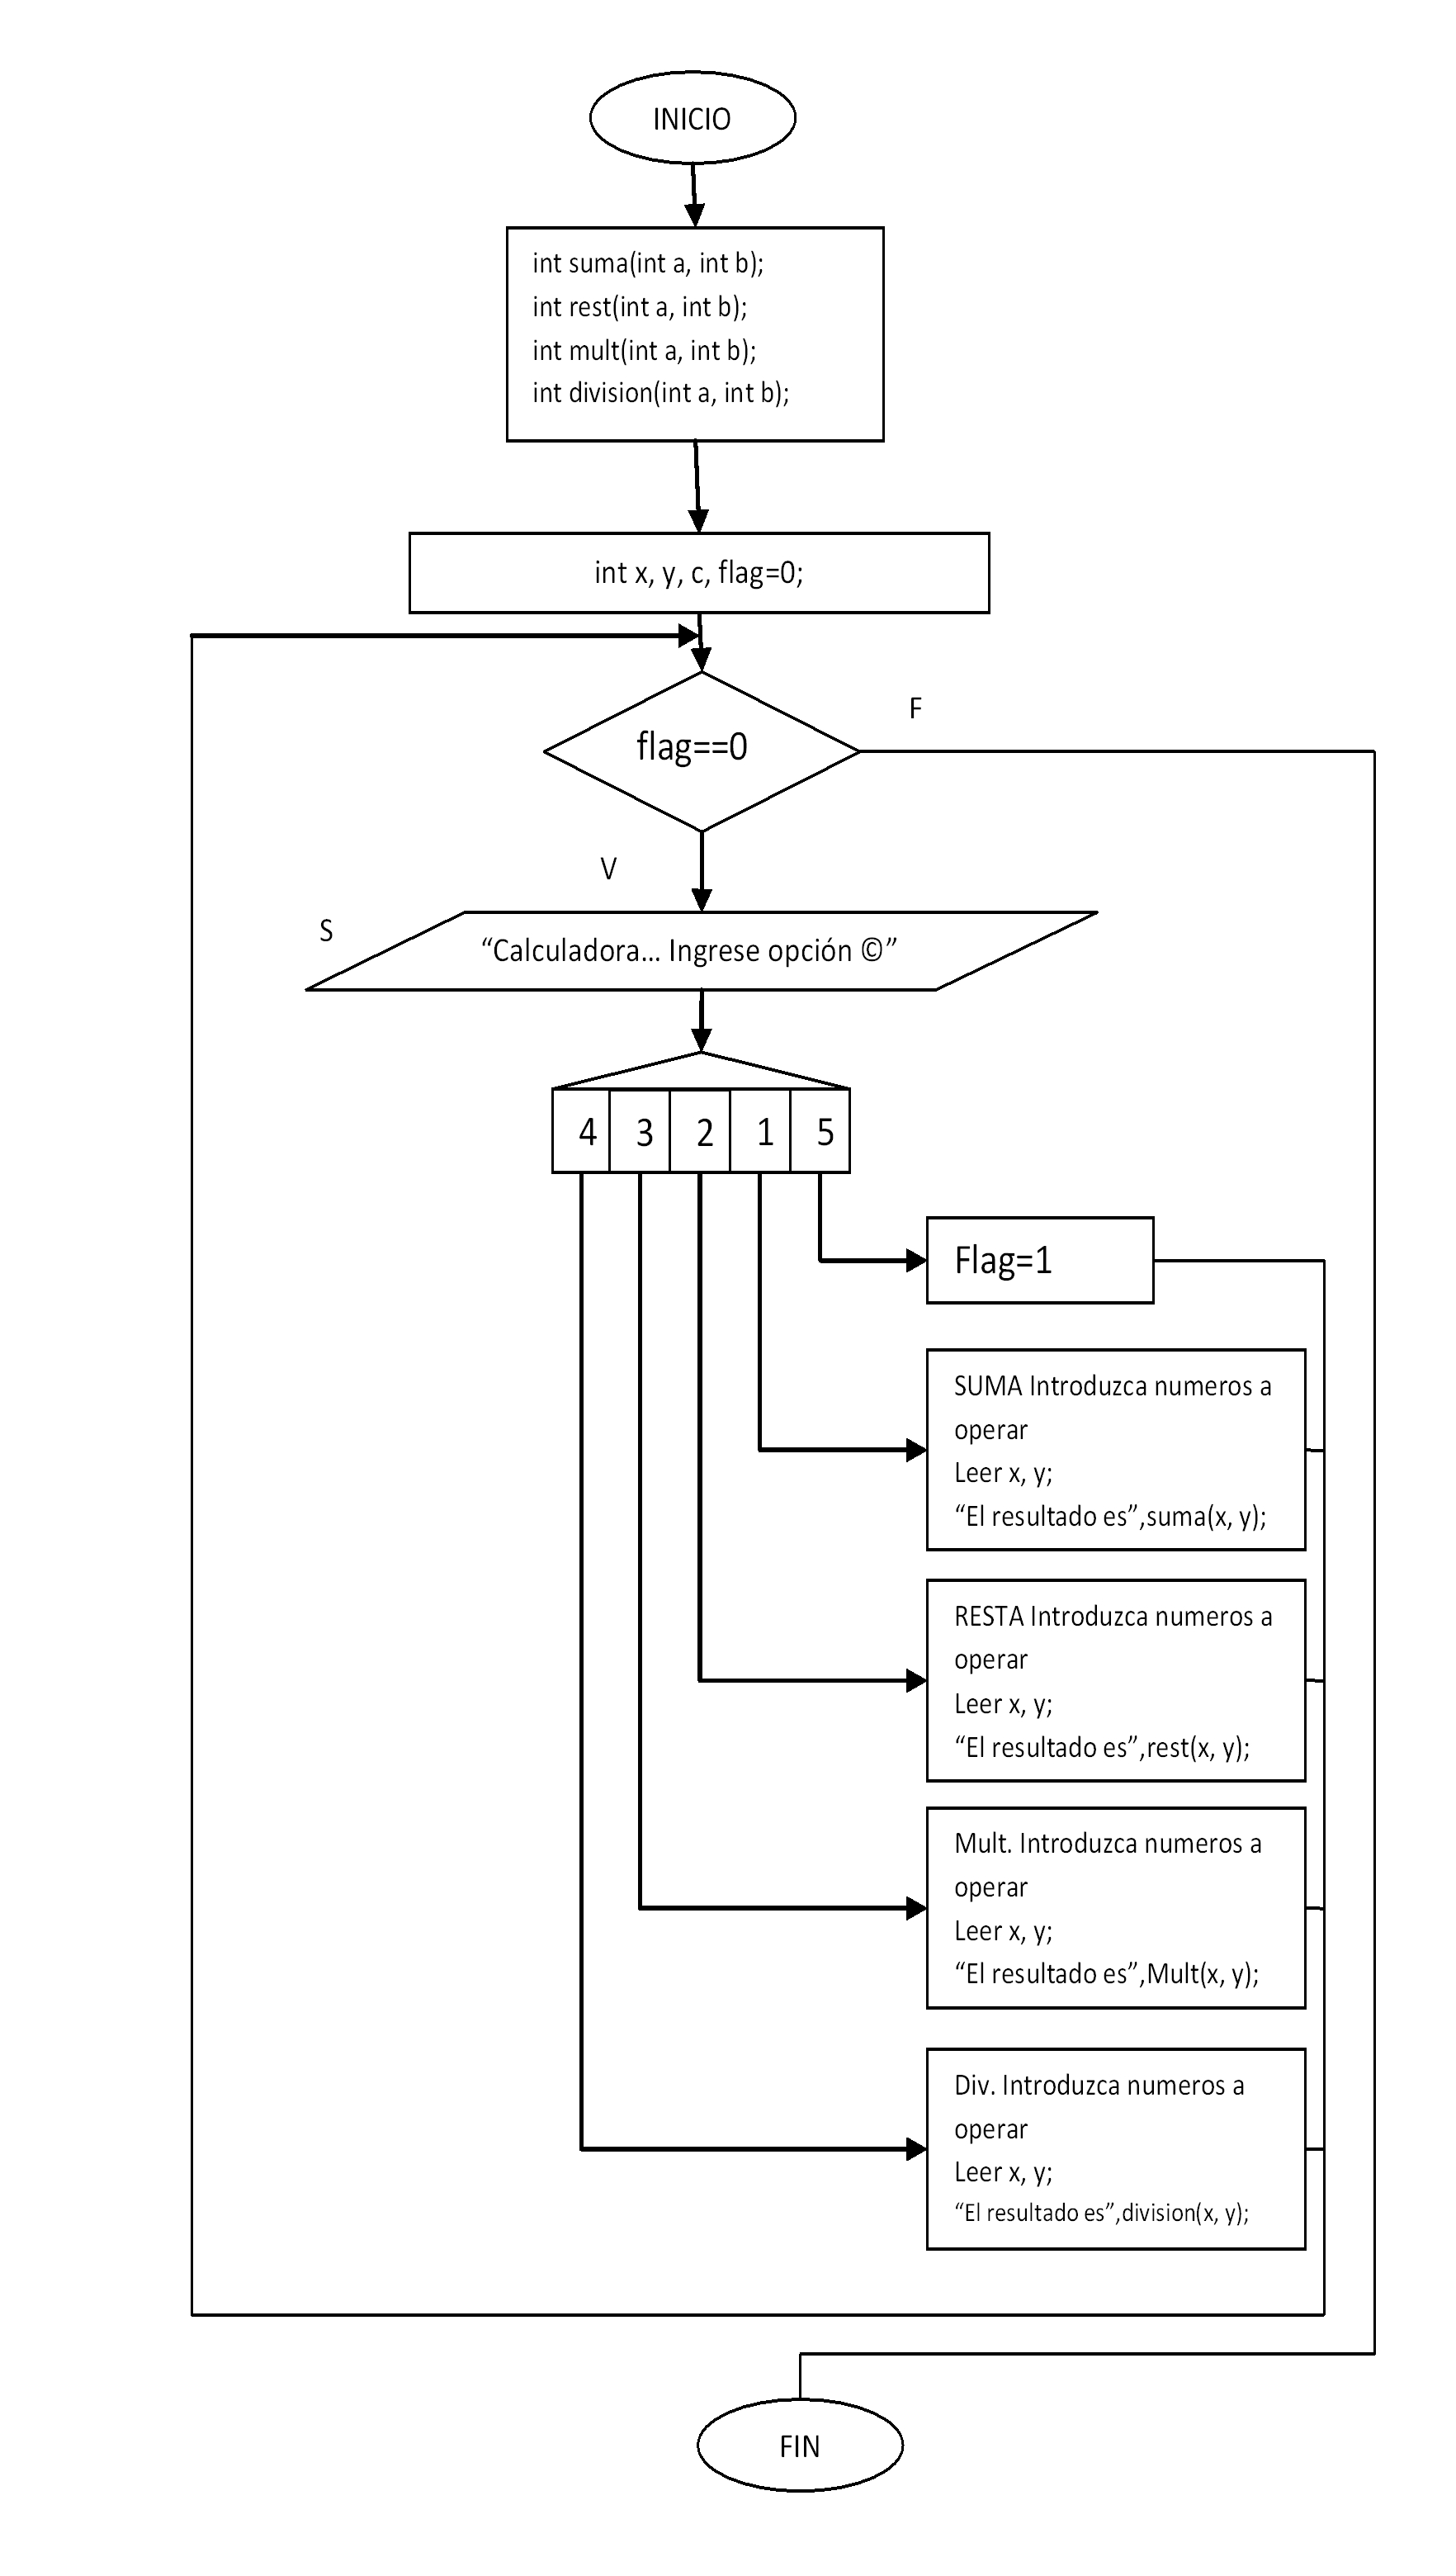 INICIO
int suma(int a, int b);
int rest(int a, int b);
int mult(int a, int b);
int division(int a, int b);
int x, y, c, flag=0;
flag==0
F
V
S
“Calculadora... Ingrese opción ©”
4 3 2 1 5
Flag=1
SUMA Introduzca numeros a
operar
Leer x, y;
“El resultado es”,suma(x, y);
RESTA Introduzca numeros a
operar
Leer x, y;
“El resultado es”,rest(x, y);
Mult. Introduzca numeros a
operar
Leer x, y;
“El resultado es”,Mult(x, y);
Div. Introduzca numeros a
operar
Leer x, y;
“El resultado es”,division(x, y);
FIN